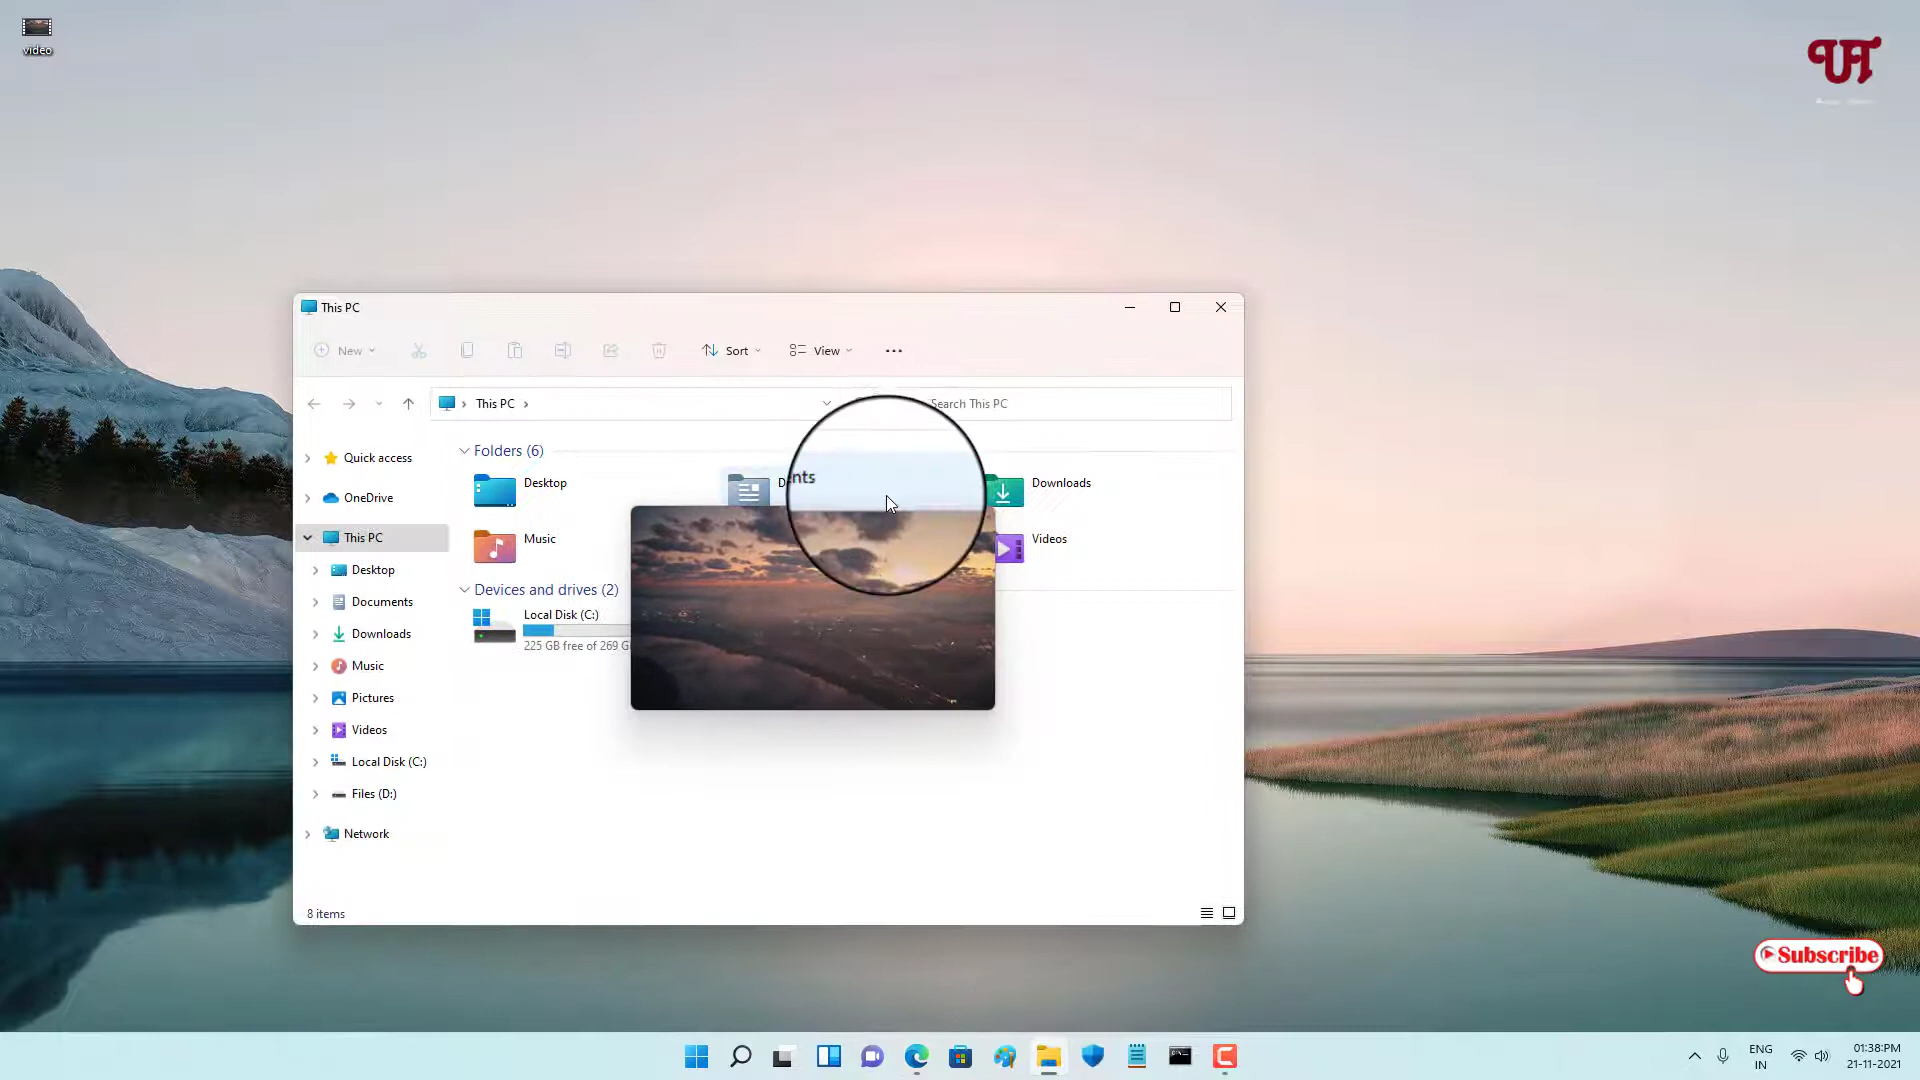 video
UT
This PC
New
Sort
View
This PC
Search This PC
Quick access
OneDrive
This PC
Desktop
Documents
Downloads
Music
Pictures
Videos
Local Disk (C:)
Files (D:)
Network
Folders (6)
Desktop
D
nts
Downloads
Music
Videos
Devices and drives (2)
Local Disk (C:)
225 GB free of 269 G
8 items
Subscribe
ENG
IN
01:38 PM
21-11-2021